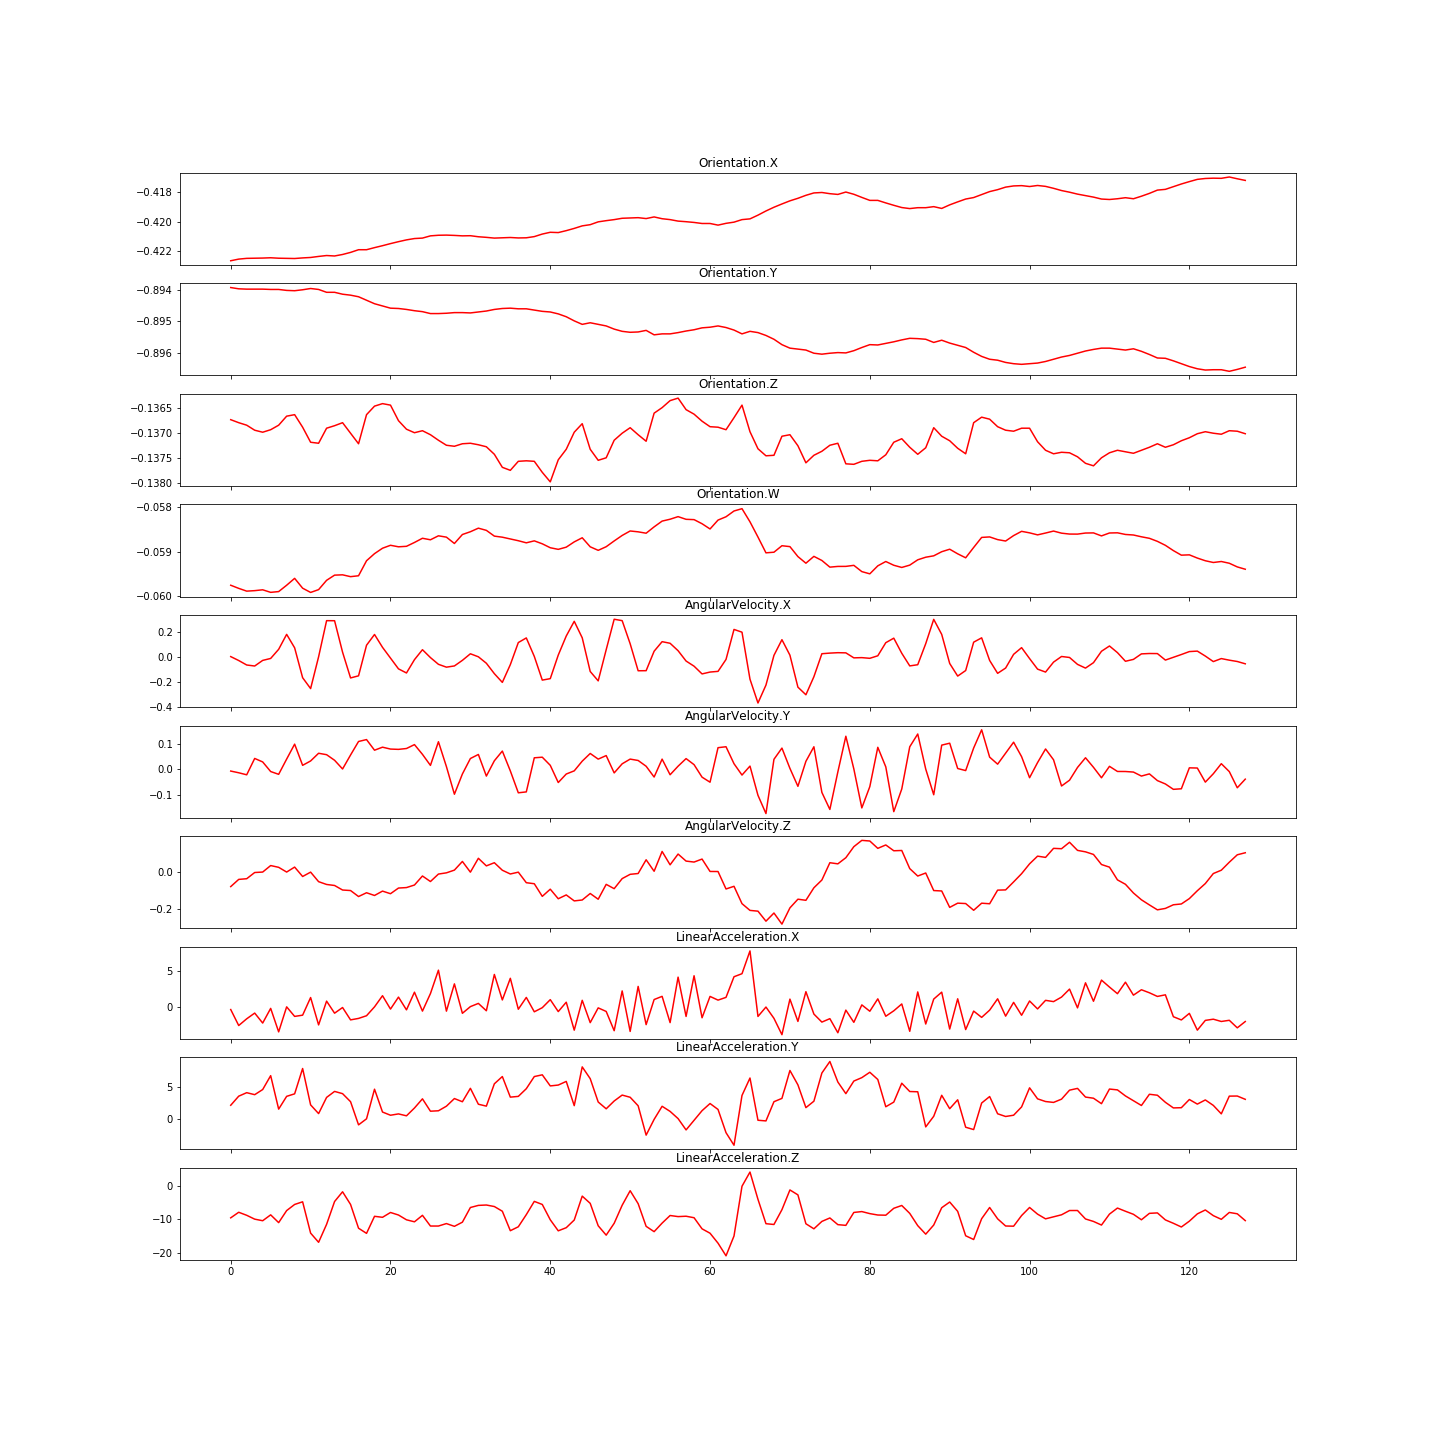 Orientation.X
−0.418
−0.420
−0.422
Orientation.Y
−0.894
−0.895
−0.896
Orientation.Z
−0.1365
−0.1370
−0.1375
−0.1380
Orientation.W
−0.058
−0.059
−0.060
AngularVelocity.X
0.2
0.0
−0.2
−0.4
AngularVelocity.Y
0.1
0.0
−0.1
AngularVelocity.Z
0.0
−0.2
LinearAcceleration.X
5
0
LinearAcceleration.Y
5
0
LinearAcceleration.Z
0
−10
−20
0 20 40 60 80 100 120